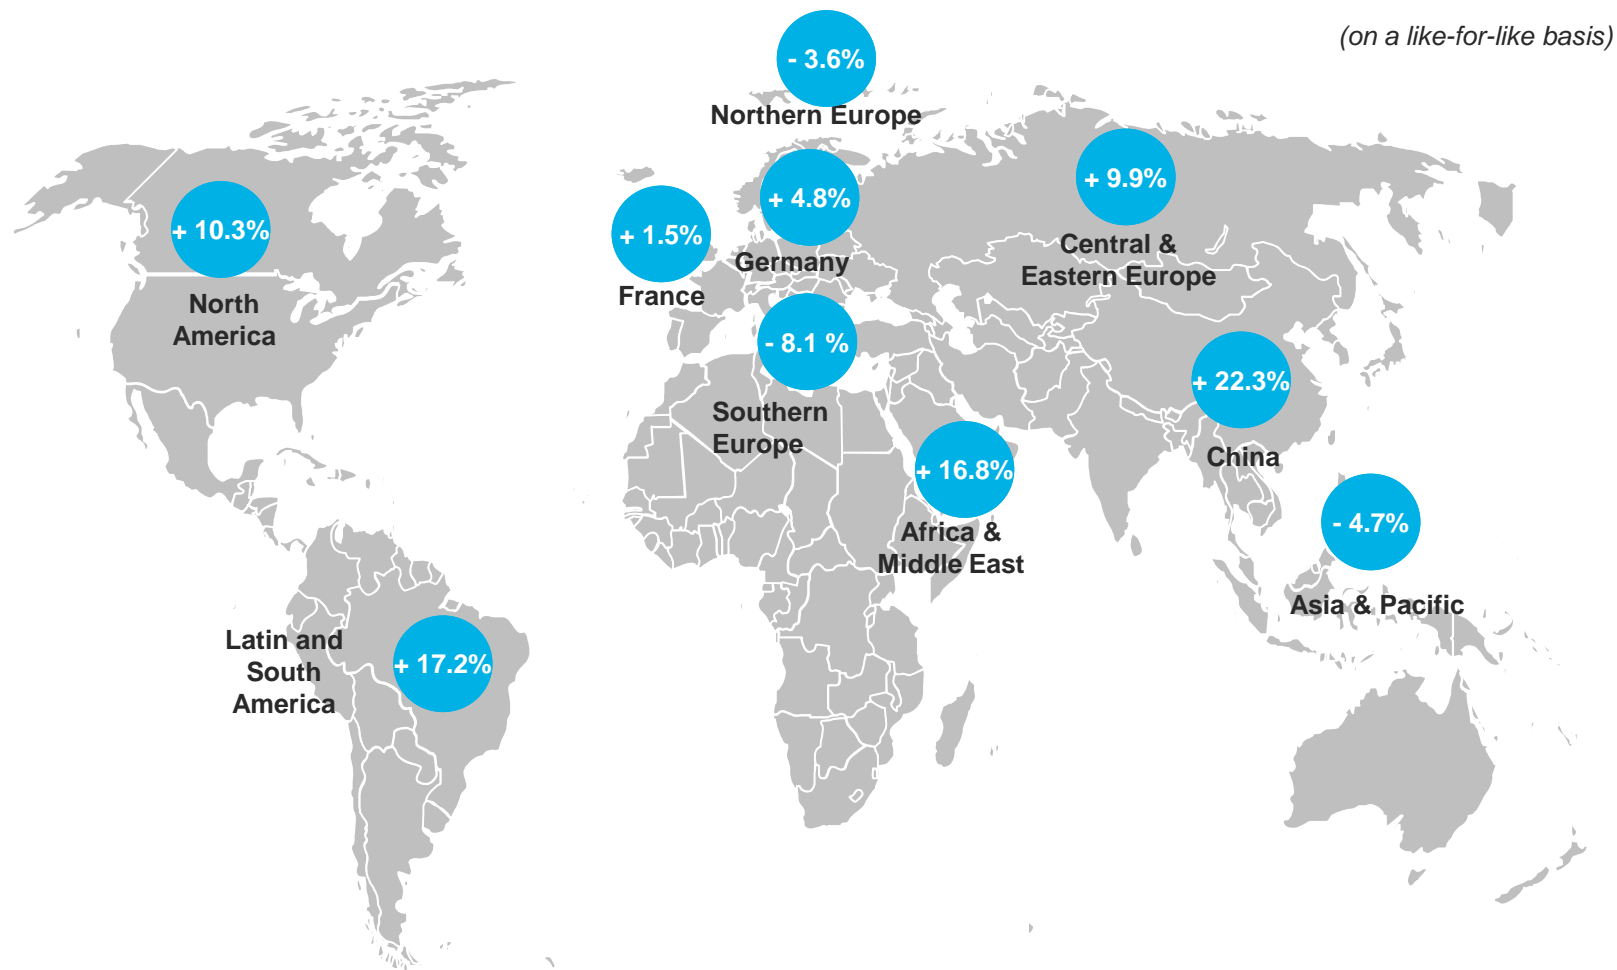 (on a like-for-like basis)
- 3.6%
Northern Europe
+ 9.9%
Central &
Eastern Europe
+ 4.8%
Germany
+ 1.5%
France
+ 10.3%
North
America
- 8.1 %
Southern
Europe
+ 22.3%
China
+ 16.8%
Africa &
Middle East
- 4.7%
Asia & Pacific
+ 17.2%
Latin and
South
America